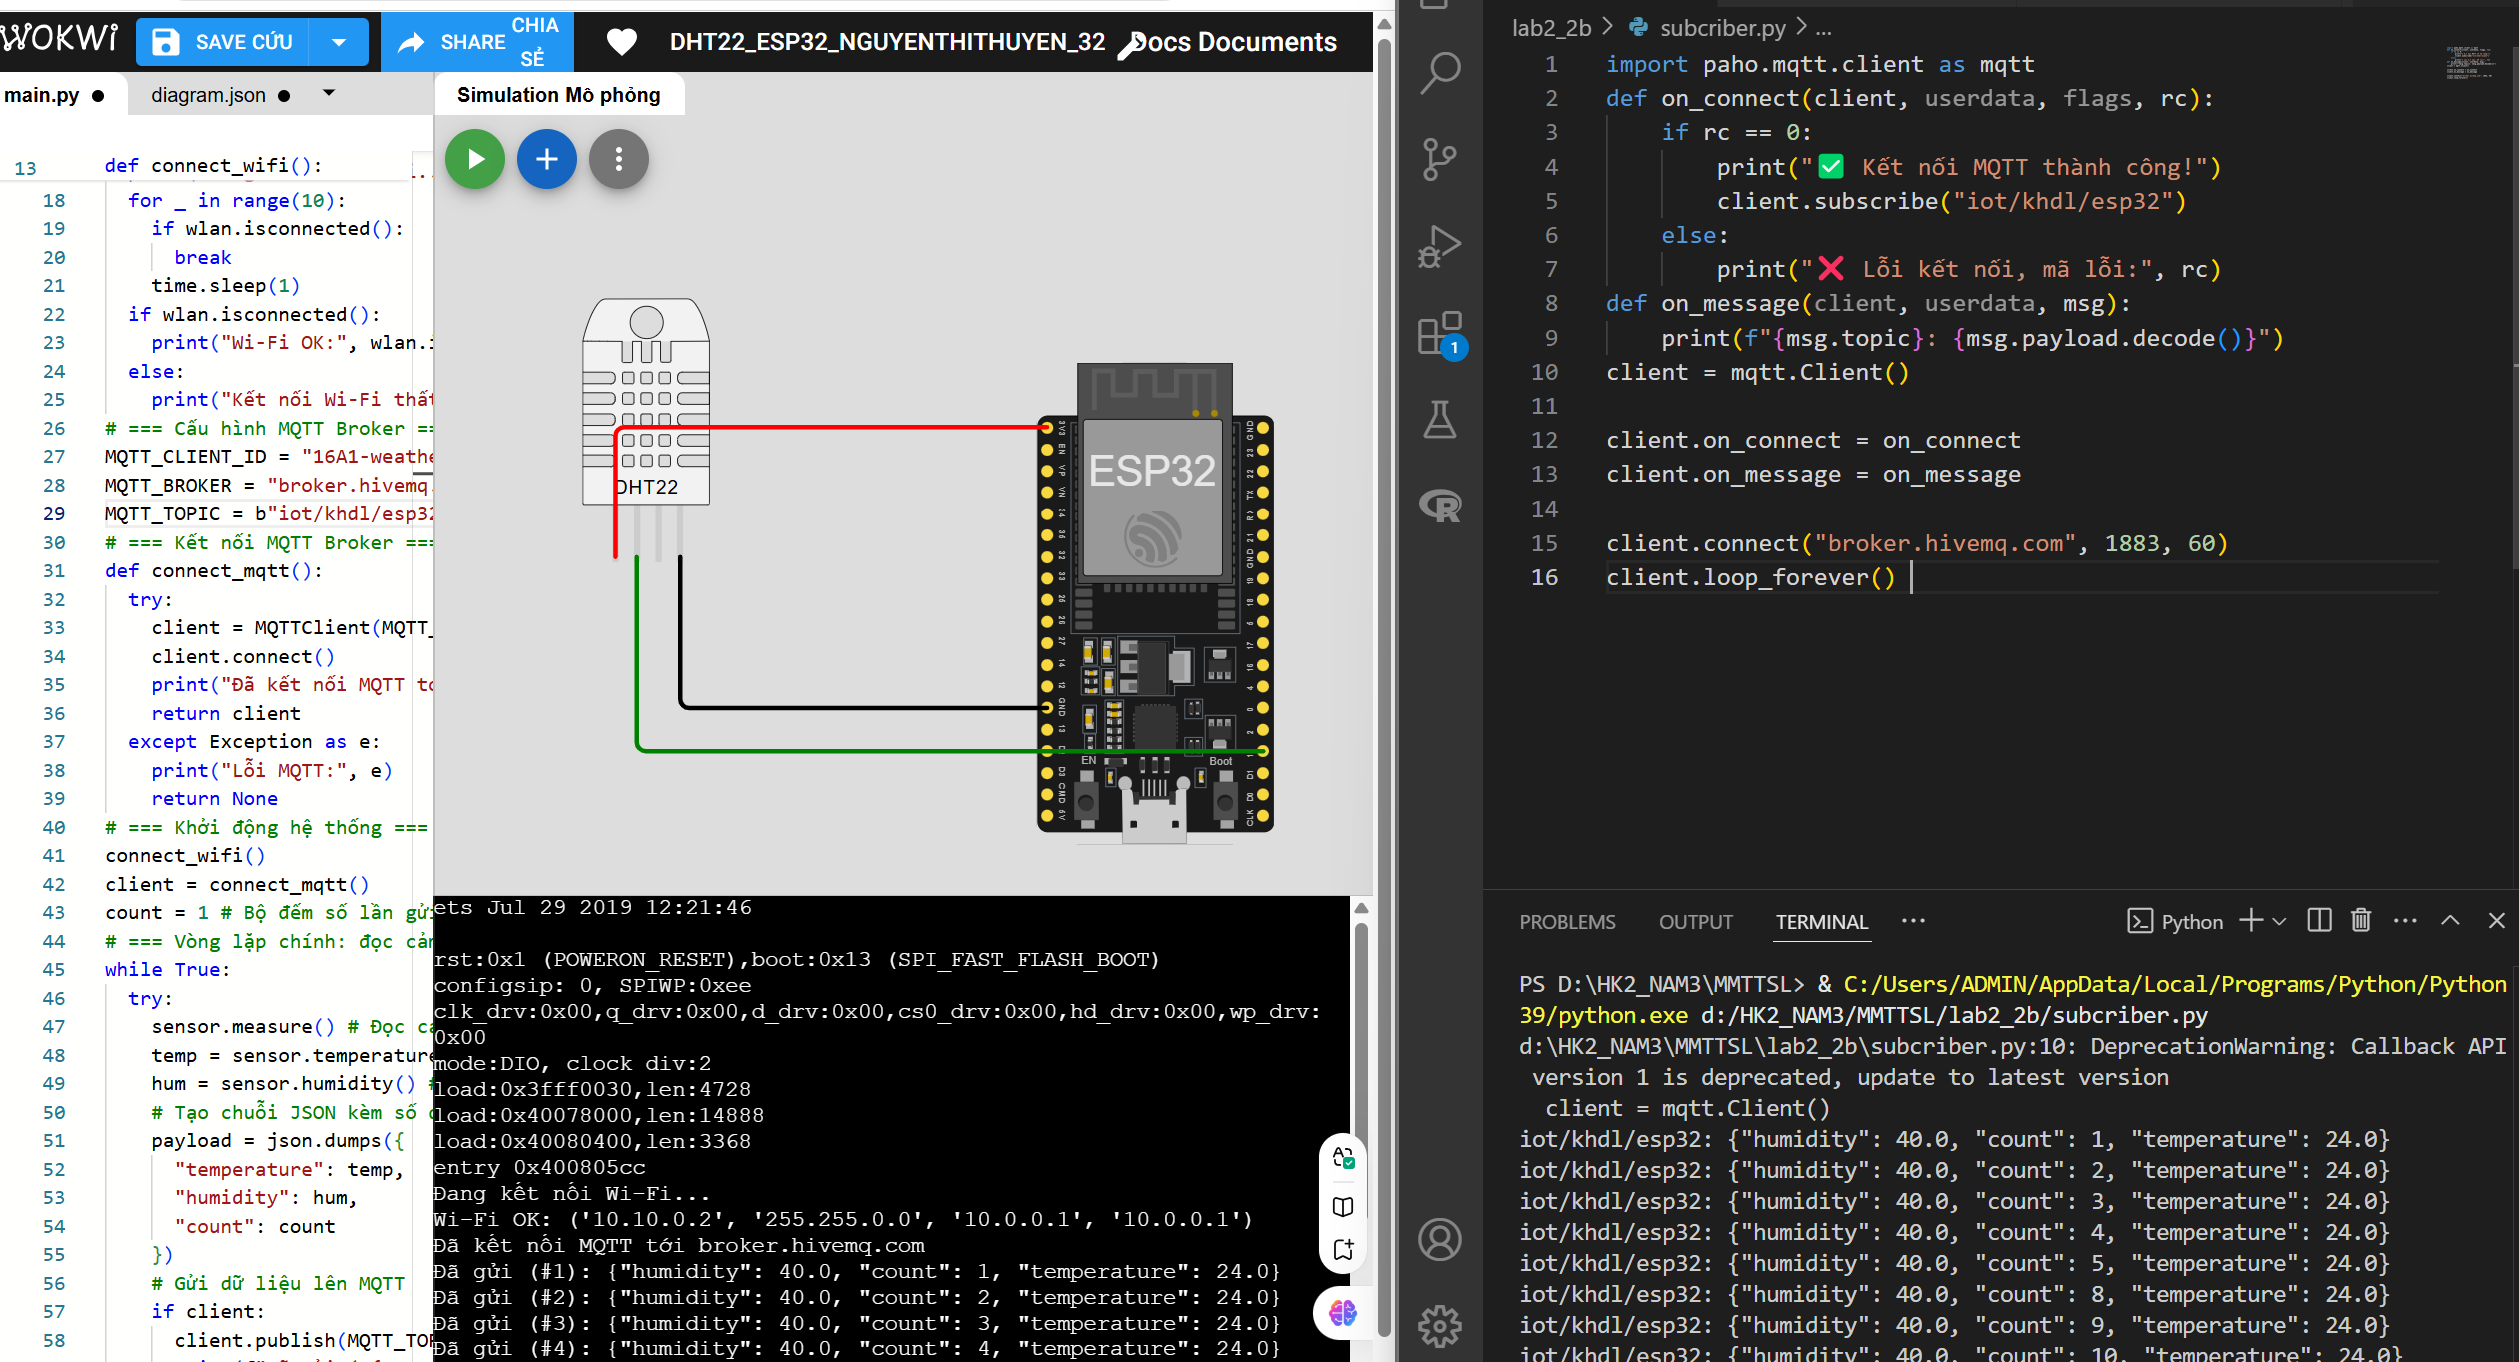 WOKWI
SAVE CỨU
SHARE CHIA SẺ
DHT22_ESP32_NGUYENTHITHUYEN_32
Docs Documents
main.py ●
diagram.json ●
13 def connect_wifi():
18 for _ in range(10):
19 if wlan.isconnected():
20 break
21 time.sleep(1)
22 if wlan.isconnected():
23 print("Wi-Fi OK:", wlan.i
24 else:
25 print("Kết nối Wi-Fi thất
26 # === Cấu hình MQTT Broker ==
27 MQTT_CLIENT_ID = "16A1-weathe
28 MQTT_BROKER = "broker.hivemq.
29 MQTT_TOPIC = b"iot/khdl/esp32
30 # === Kết nối MQTT Broker ===
31 def connect_mqtt():
32 try:
33 client = MQTTClient(MQTT_
34 client.connect()
35 print("Đã kết nối MQTT tớ
36 return client
37 except Exception as e:
38 print("Lỗi MQTT:", e)
39 return None
40 # === Khởi động hệ thống ===
41 connect_wifi()
42 client = connect_mqtt()
43 count = 1 # Bộ đếm số lần gửi
44 # === Vòng lặp chính: đọc cảm
45 while True:
46 try:
47 sensor.measure() # Đọc cả
48 temp = sensor.temperature
49 hum = sensor.humidity() #
50 # Tạo chuỗi JSON kèm số
51 payload = json.dumps({
52 "temperature": temp,
53 "humidity": hum,
54 "count": count
55 })
56 # Gửi dữ liệu lên MQTT
57 if client:
58 client.publish(MQTT_TOP
Simulation Mô phỏng
DHT22
ESP32
EN
Boot
ets Jul 29 2019 12:21:46
rst:0x1 (POWERON_RESET),boot:0x13 (SPI_FAST_FLASH_BOOT)
configsip: 0, SPIWP:0xee
clk_drv:0x00,q_drv:0x00,d_drv:0x00,cs0_drv:0x00,hd_drv:0x00,wp_drv:
0x00
mode:DIO, clock div:2
load:0x3fff0030,len:4728
load:0x40078000,len:14888
load:0x40080400,len:3368
entry 0x400805cc
Đang kết nối Wi-Fi...
Wi-Fi OK: ('10.10.0.2', '255.255.0.0', '10.0.0.1', '10.0.0.1')
Đã kết nối MQTT tới broker.hivemq.com
Đã gửi (#1): {"humidity": 40.0, "count": 1, "temperature": 24.0}
Đã gửi (#2): {"humidity": 40.0, "count": 2, "temperature": 24.0}
Đã gửi (#3): {"humidity": 40.0, "count": 3, "temperature": 24.0}
Đã gửi (#4): {"humidity": 40.0, "count": 4, "temperature": 24.0}
1
lab2_2b > subcriber.py > ...
1 import paho.mqtt.client as mqtt
2 def on_connect(client, userdata, flags, rc):
3 if rc == 0:
4 print("✅ Kết nối MQTT thành công!")
5 client.subscribe("iot/khdl/esp32")
6 else:
7 print("❌ Lỗi kết nối, mã lỗi:", rc)
8 def on_message(client, userdata, msg):
9 print(f"{msg.topic}: {msg.payload.decode()}")
10 client = mqtt.Client()
11
12 client.on_connect = on_connect
13 client.on_message = on_message
14
15 client.connect("broker.hivemq.com", 1883, 60)
16 client.loop_forever()
PROBLEMS OUTPUT TERMINAL ... Python
PS D:\HK2_NAM3\MMTTSL> & C:/Users/ADMIN/AppData/Local/Programs/Python/Python
39/python.exe d:/HK2_NAM3/MMTTSL/lab2_2b/subcriber.py
d:\HK2_NAM3\MMTTSL\lab2_2b\subcriber.py:10: DeprecationWarning: Callback API
version 1 is deprecated, update to latest version
client = mqtt.Client()
iot/khdl/esp32: {"humidity": 40.0, "count": 1, "temperature": 24.0}
iot/khdl/esp32: {"humidity": 40.0, "count": 2, "temperature": 24.0}
iot/khdl/esp32: {"humidity": 40.0, "count": 3, "temperature": 24.0}
iot/khdl/esp32: {"humidity": 40.0, "count": 4, "temperature": 24.0}
iot/khdl/esp32: {"humidity": 40.0, "count": 5, "temperature": 24.0}
iot/khdl/esp32: {"humidity": 40.0, "count": 8, "temperature": 24.0}
iot/khdl/esp32: {"humidity": 40.0, "count": 9, "temperature": 24.0}
iot/khdl/esp32: {"humidity": 40.0, "count": 10, "temperature": 24.0}